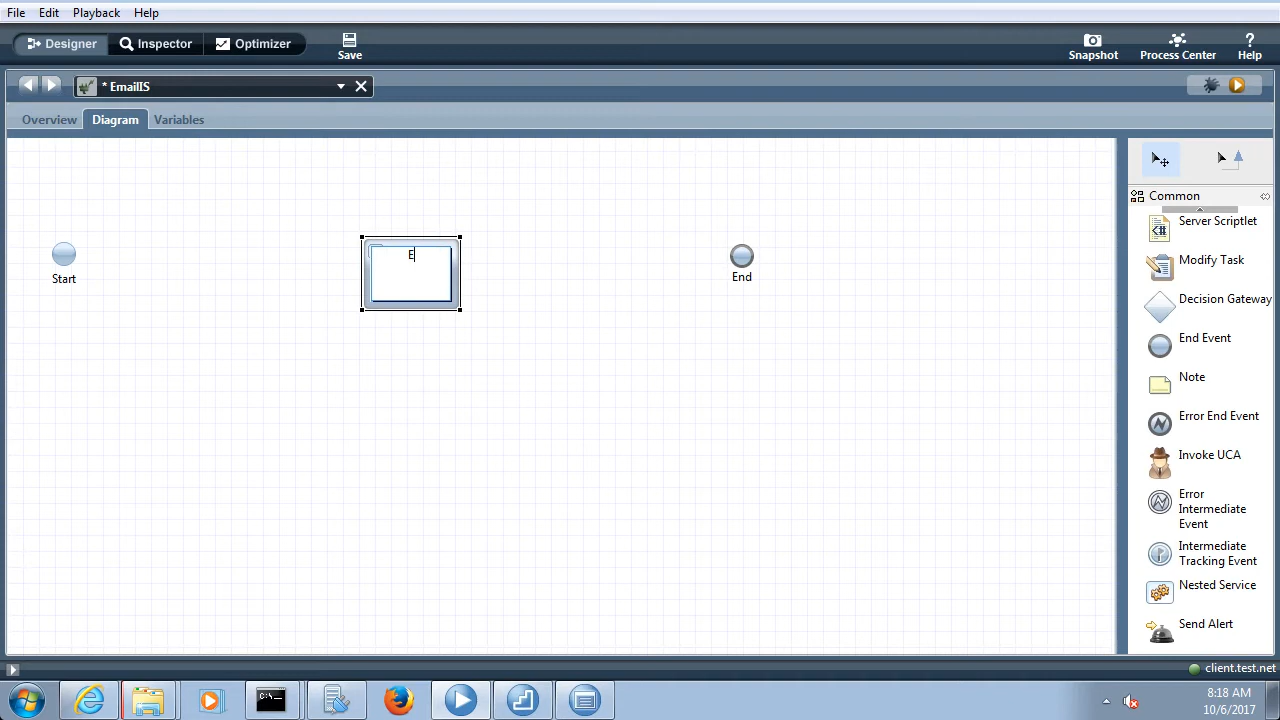 File Edit Playback Help
Designer Inspector Optimizer Save Snapshot Process Center Help
* EmailIS
Overview Diagram Variables
Common
Server Scriptlet
E
Start
End
Modify Task
Decision Gateway
End Event
Note
Error End Event
Invoke UCA
Error
Intermediate
Event
Intermediate
Tracking Event
Nested Service
Send Alert
client.test.net
C:\.
8:18 AM
10/6/2017